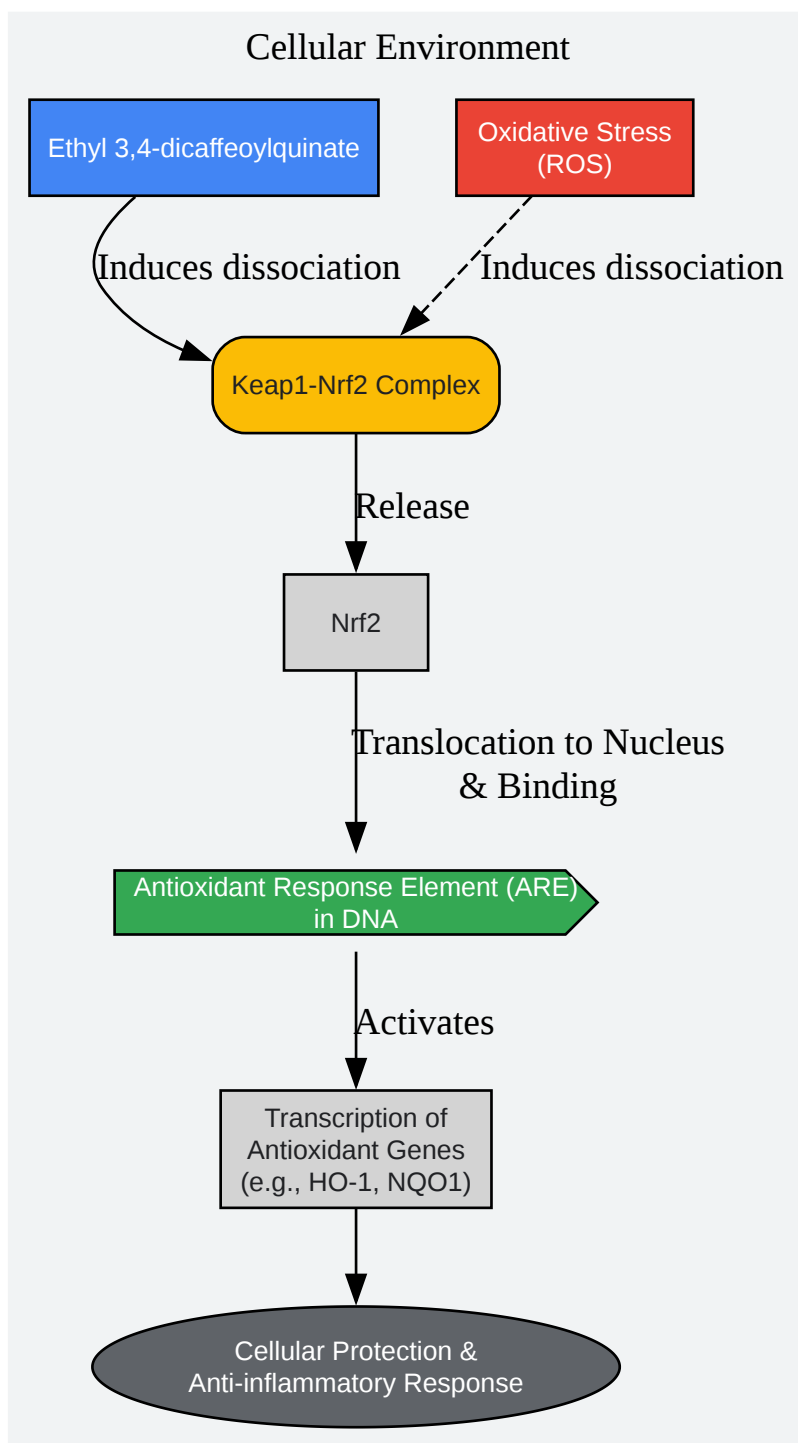 Cellular Environment
Ethyl 3,4-dicaffeoylquinate
Oxidative Stress
(ROS)
Induces dissociation
Induces dissociation
Keap1-Nrf2 Complex
Release
Nrf2
Translocation to Nucleus
& Binding
Antioxidant Response Element (ARE)
in DNA
Activates
Transcription of
Antioxidant Genes
(e.g., HO-1, NQO1)
Cellular Protection &
Anti-inflammatory Response